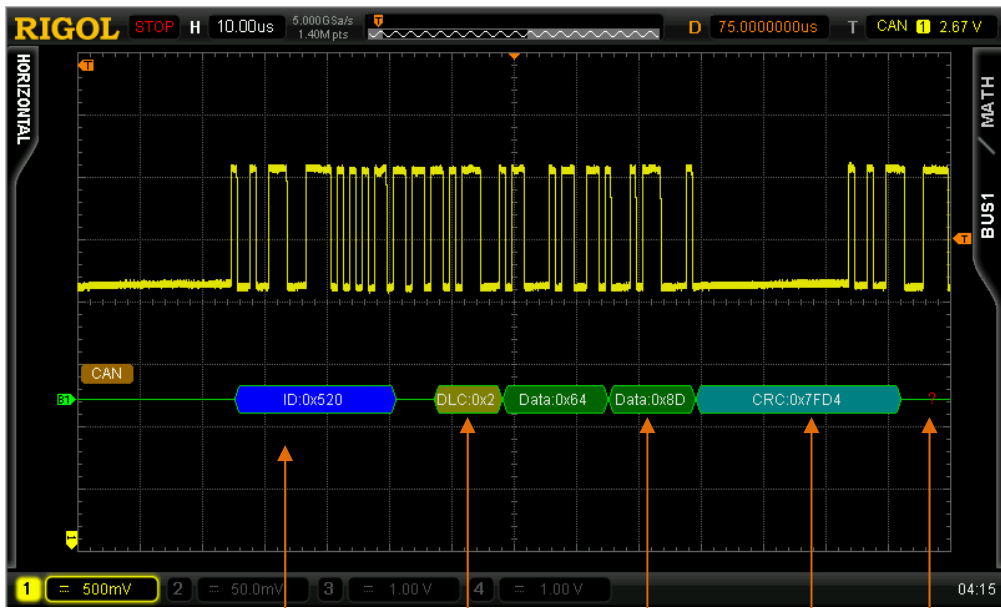 RIGOL STOP H 10.00us 5.000GSa/s 1.40Mpts T D 75.0000000us T CAN 1 2.67 V
HORIZONTAL
T
MATH
BUS1
T
CAN
B1 ID:0x520 DLC:0x2 Data:0x64 Data:0x8D CRC:0x7FD4 ?
1
1 = 500mV 2 = 50.0mV 3 = 1.00 V 4 = 1.00 V 04:15